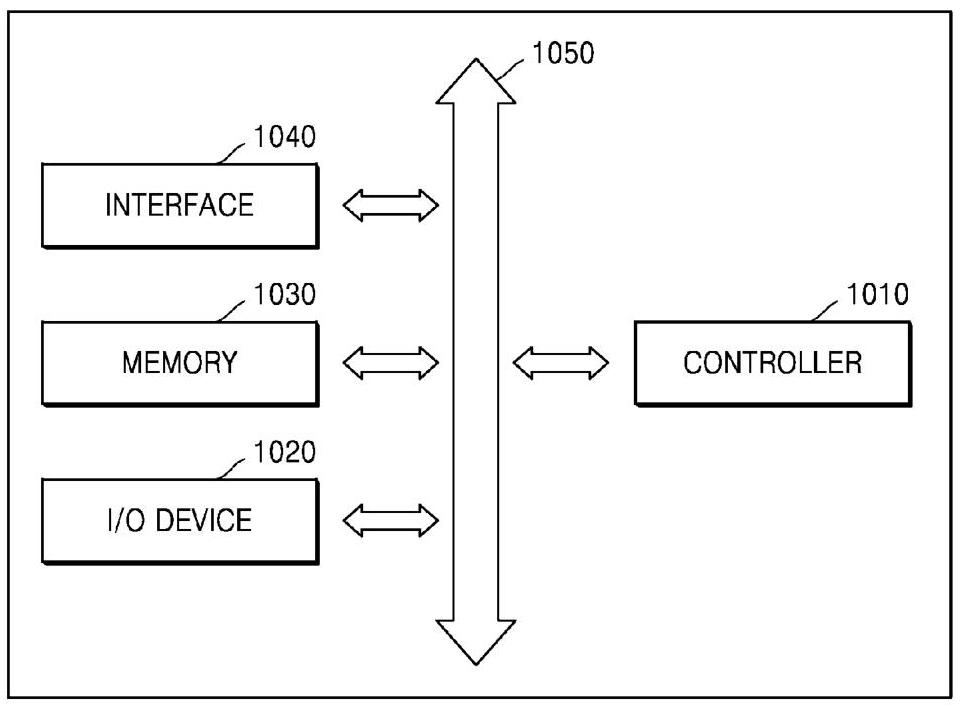 1050
1040
INTERFACE
1030
MEMORY
1010
CONTROLLER
1020
I/O DEVICE